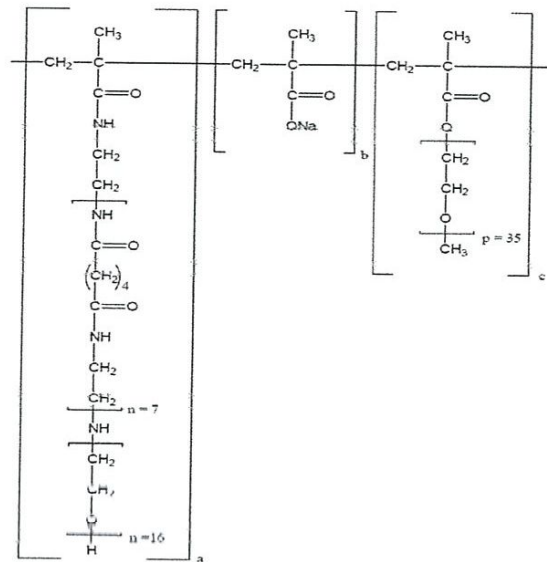 CH₃ CH₃ CH₃
CH₂ C CH₂ C CH₂ C
C=O C=O C=O
NH ONa O
b
CH₂ CH₂
CH₂ CH₂
NH O
p = 35
C=O CH₃
c
(CH₂)4
C=O
NH
CH₂
CH₂
n = 7
NH
CH₂
O
n =16
H
a